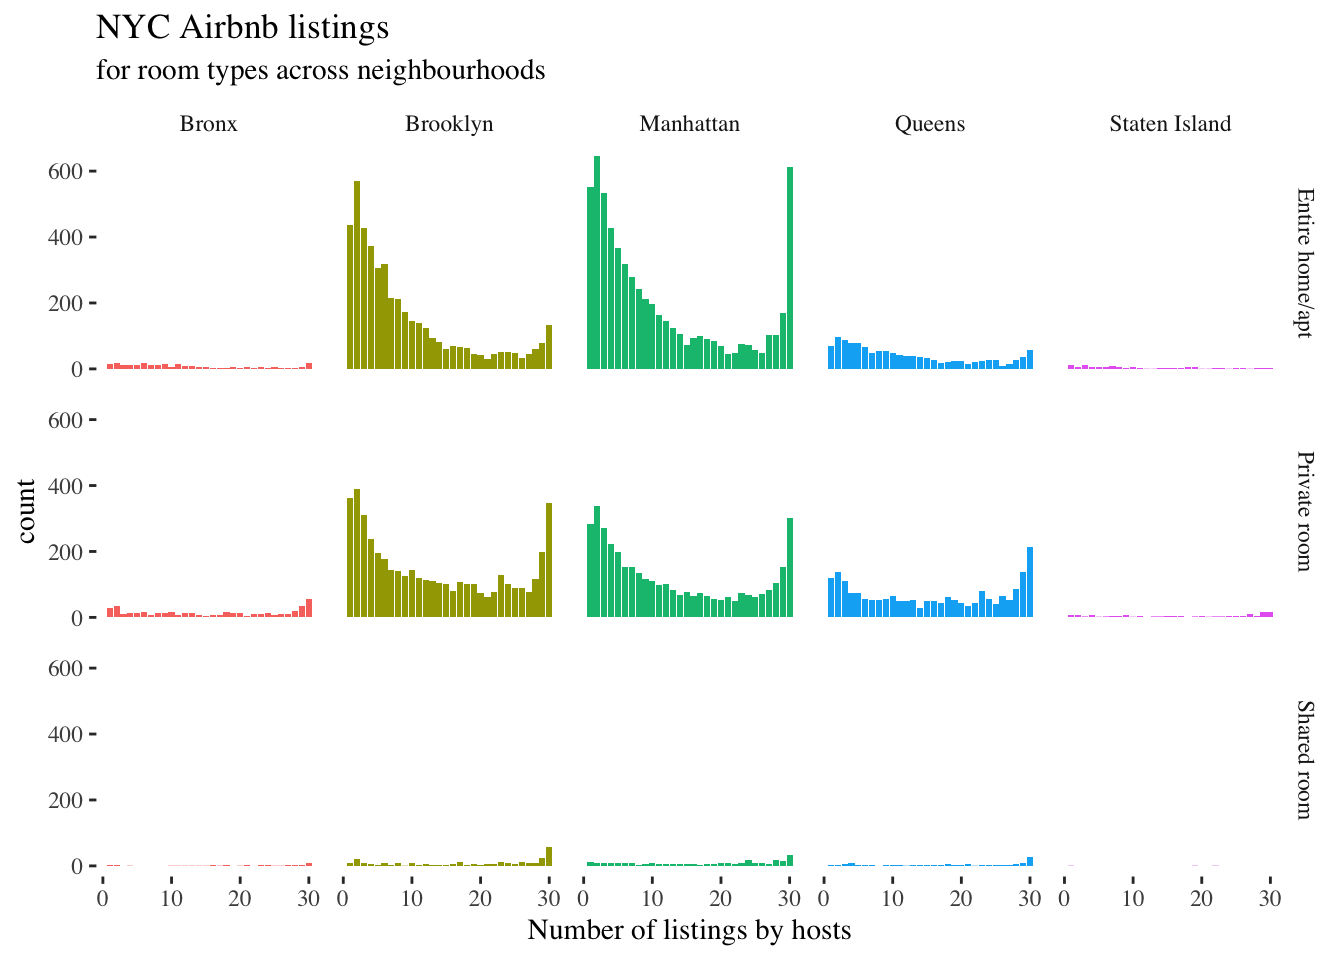 NYC Airbnb listings
for room types across neighbourhoods
Bronx Brooklyn Manhattan Queens Staten Island
600
400
200
0
Entire home/apt
600
400
200
0
Private room
count
600
400
200
0
Shared room
0 10 20 30 0 10 20 30 0 10 20 30 0 10 20 30 0 10 20 30
Number of listings by hosts